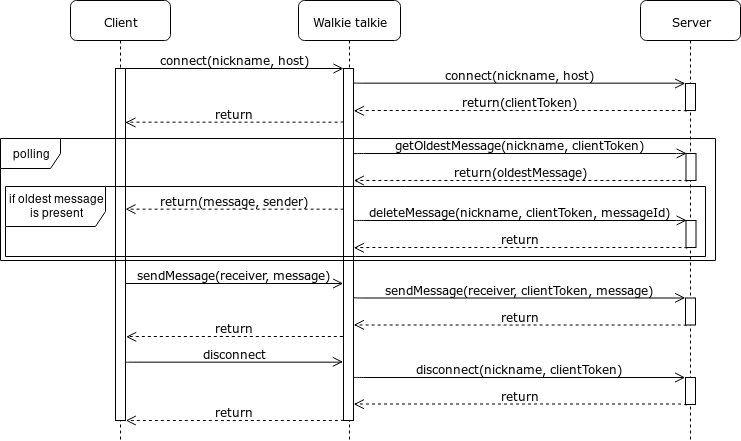 Client
Walkie talkie
Server
connect(nickname, host)
connect(nickname, host)
return(clientToken)
return
polling
getOldestMessage(nickname, clientToken)
return(oldestMessage)
if oldest message
is present
return(message, sender)
deleteMessage(nickname, clientToken, messageId)
return
sendMessage(receiver, message)
sendMessage(receiver, clientToken, message)
return
return
disconnect
disconnect(nickname, clientToken)
return
return